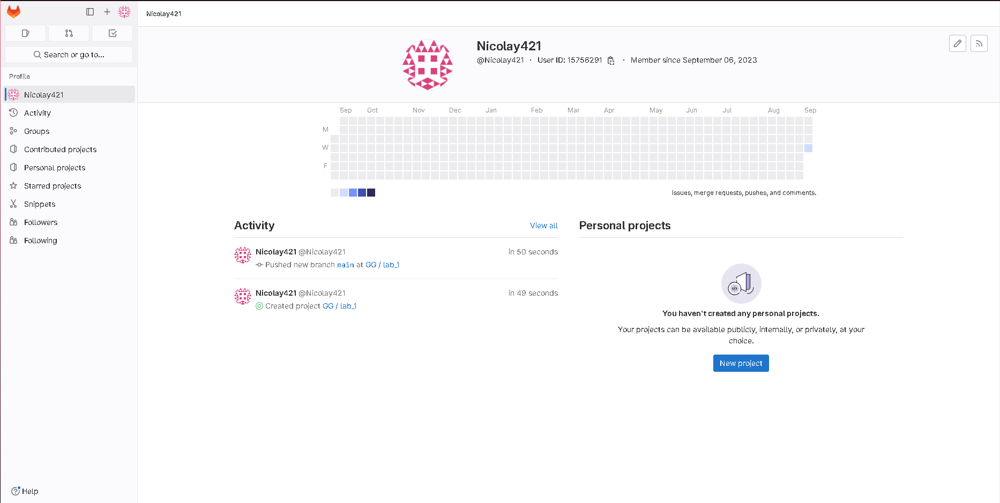 Nicolay421
Search or go to...
Profile
Nicolay421
Activity
Groups
Contributed projects
Personal projects
Starred projects
Snippets
Followers
Following
Help
Nicolay421
@Nicolay421 · User ID: 15756291 · Member since September 06, 2023
Sep Oct Nov Dec Jan Feb Mar Apr May Jun Jul Aug Sep
M
W
F
Issues, merge requests, pushes, and comments.
Activity View all
Nicolay421 @Nicolay421 in 50 seconds
Pushed new branch main at GG / lab_1
Nicolay421 @Nicolay421 in 49 seconds
Created project GG / lab_1
Personal projects
You haven't created any personal projects.
Your projects can be available publicly, internally, or privately, at your
choice.
New project